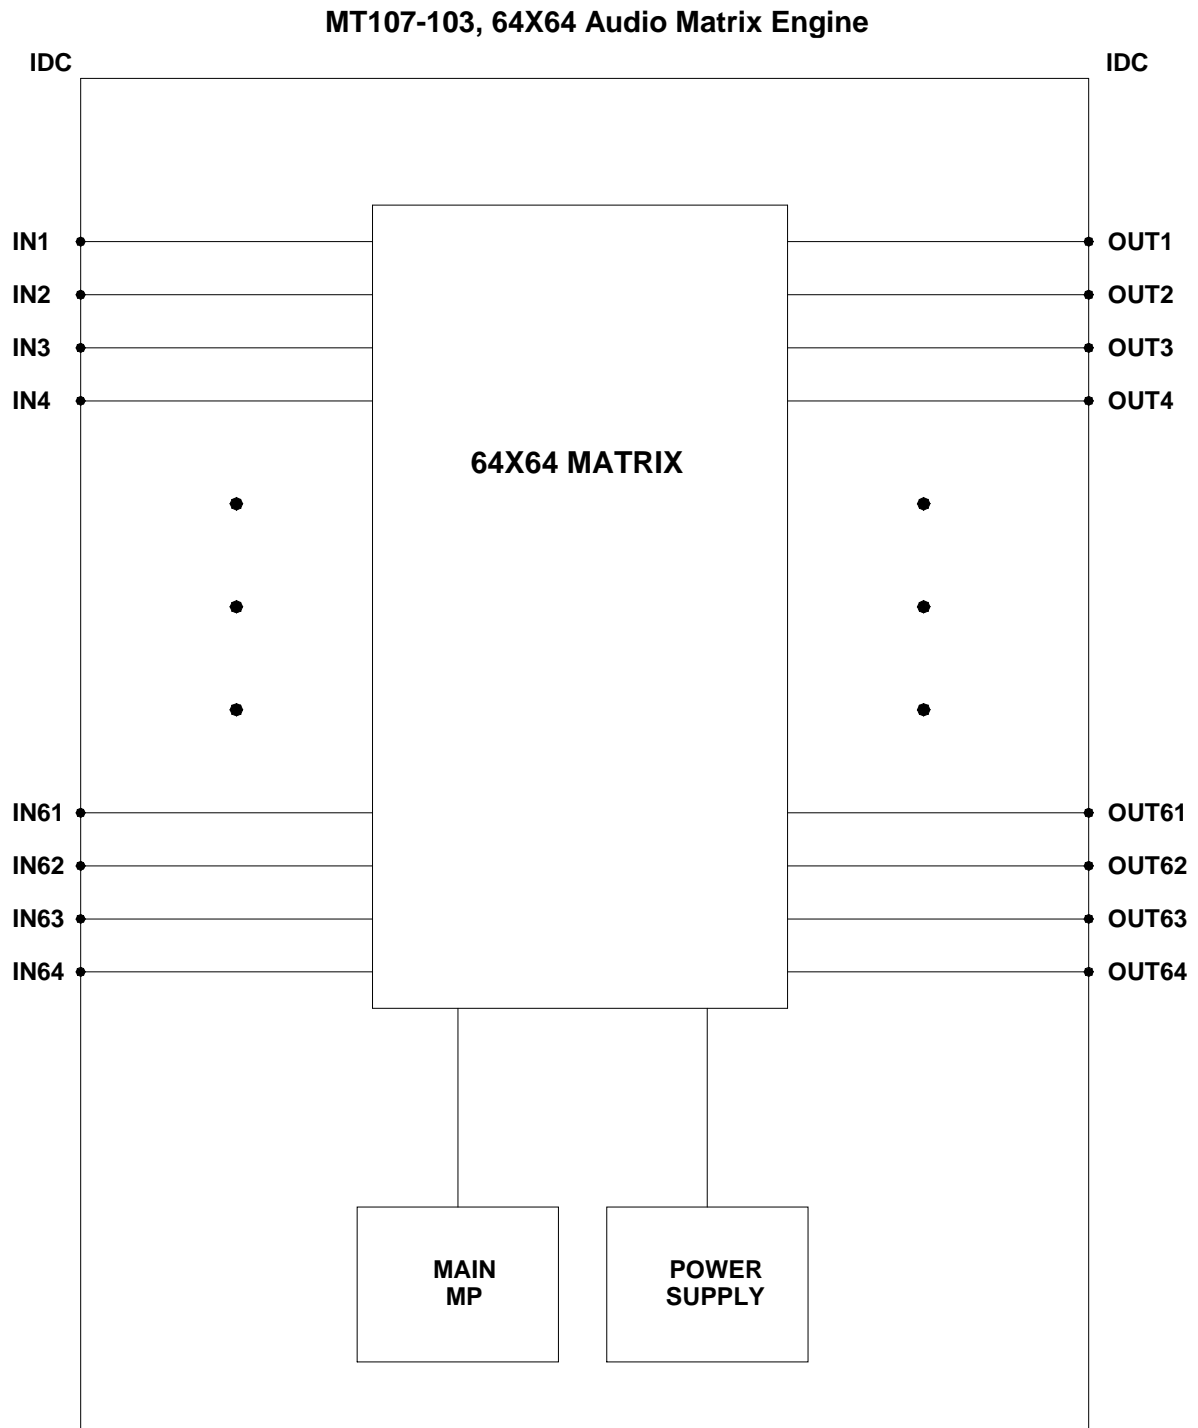 MT107-103, 64X64 Audio Matrix Engine
IDC
IDC
IN1
OUT1
IN2
OUT2
IN3
OUT3
IN4
OUT4
64X64 MATRIX
IN61
OUT61
IN62
OUT62
IN63
OUT63
IN64
OUT64
MAIN
MP
POWER
SUPPLY